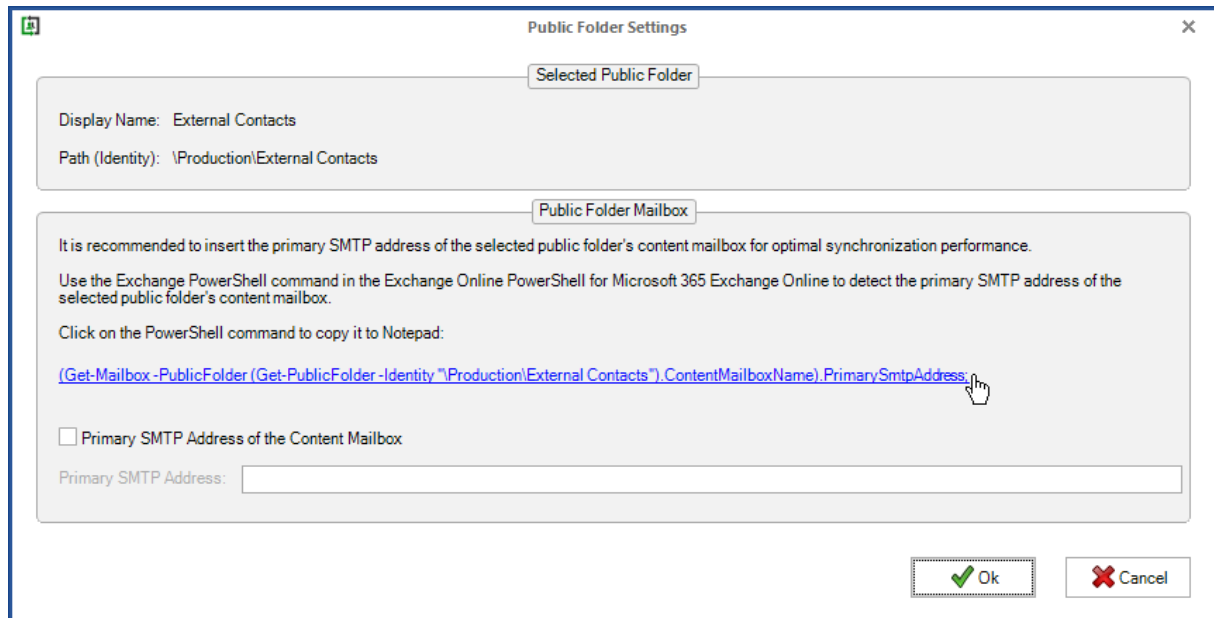 Public Folder Settings
Selected Public Folder
Display Name: External Contacts
Path (Identity): \Production\External Contacts
Public Folder Mailbox
It is recommended to insert the primary SMTP address of the selected public folder's content mailbox for optimal synchronization performance.
Use the Exchange PowerShell command in the Exchange Online PowerShell for Microsoft 365 Exchange Online to detect the primary SMTP address of the
selected public folder's content mailbox.
Click on the PowerShell command to copy it to Notepad:
(Get-Mailbox -PublicFolder (Get-PublicFolder -Identity "\Production\External Contacts").ContentMailboxName).PrimarySmtpAddress;
Primary SMTP Address of the Content Mailbox
Primary SMTP Address:
Ok
Cancel